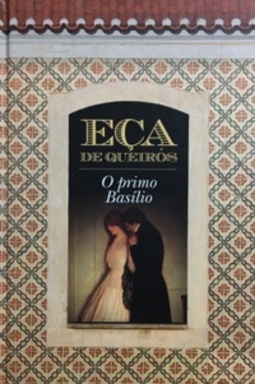 EÇA
DE QUEIRÓS
O primo
Basílio